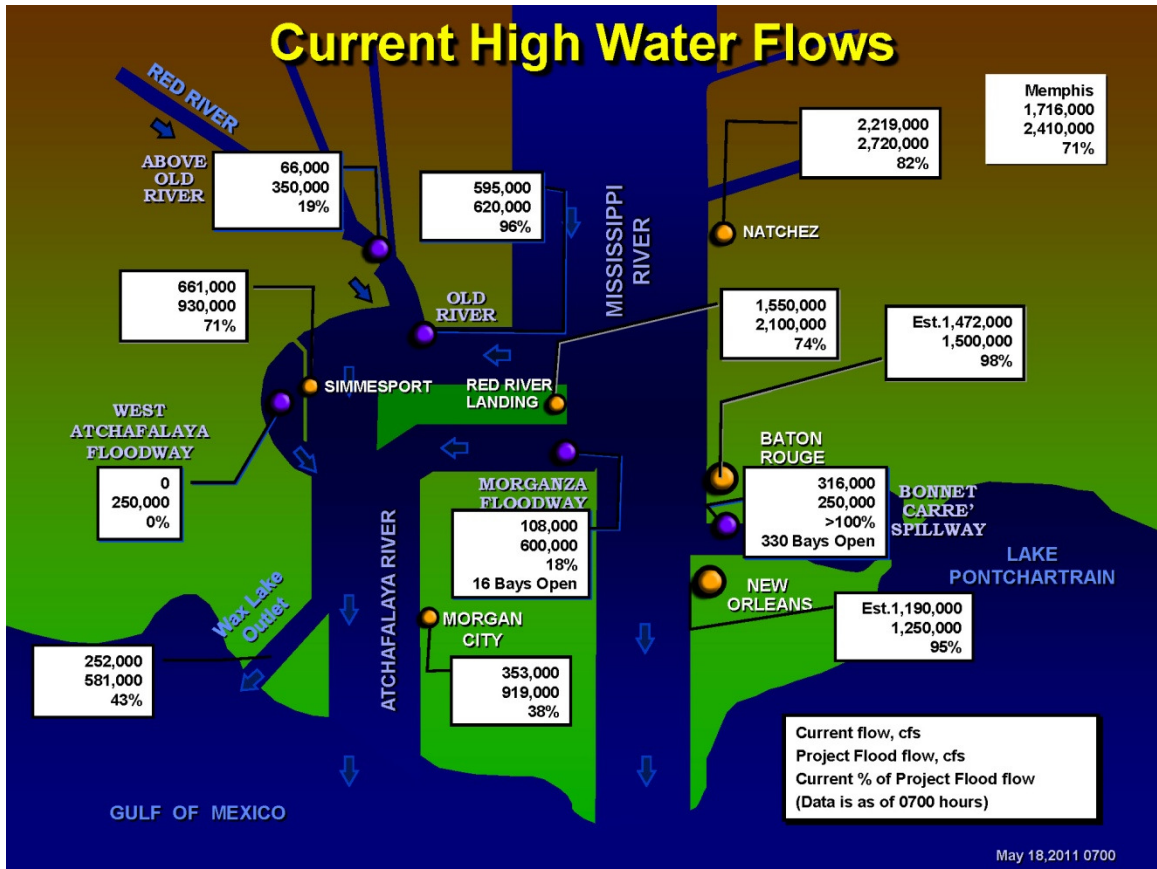 Current High Water Flows
RED RIVER
Memphis
1,716,000
2,410,000
71%
2,219,000
2,720,000
82%
ABOVE
OLD
RIVER
66,000
350,000
19%
595,000
620,000
96%
MISSISSIPPI
RIVER
NATCHEZ
661,000
930,000
71%
OLD
RIVER
1,550,000
2,100,000
74%
Est.1,472,000
1,500,000
98%
SIMMESPORT
RED RIVER
LANDING
WEST
ATCHAFALAYA
FLOODWAY
0
250,000
0%
BATON
ROUGE
MORGANZA
FLOODWAY
108,000
600,000
18%
16 Bays Open
316,000
250,000
>100%
330 Bays Open
BONNET
CARRE'
SPILLWAY
LAKE
PONTCHARTRAIN
ATCHAFALAYA RIVER
NEW
ORLEANS
Est.1,190,000
1,250,000
95%
Wax Lake
Outlet
MORGAN
CITY
252,000
581,000
43%
353,000
919,000
38%
Current flow, cfs
Project Flood flow, cfs
Current % of Project Flood flow
(Data is as of 0700 hours)
GULF OF MEXICO
May 18,2011 0700